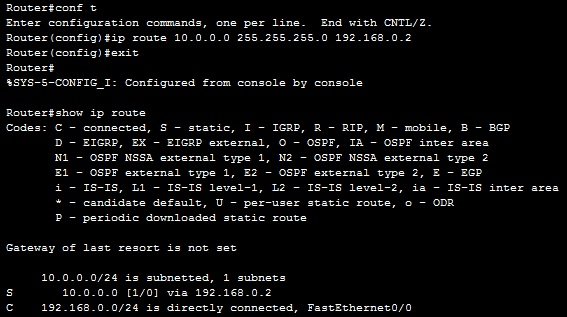 Router#conf t
Enter configuration commands, one per line.  End with CNTL/Z.
Router(config)#ip route 10.0.0.0 255.255.255.0 192.168.0.2
Router(config)#exit
Router#
%SYS-5-CONFIG_I: Configured from console by console

Router#show ip route
Codes: C - connected, S - static, I - IGRP, R - RIP, M - mobile, B - BGP
       D - EIGRP, EX - EIGRP external, O - OSPF, IA - OSPF inter area
       N1 - OSPF NSSA external type 1, N2 - OSPF NSSA external type 2
       E1 - OSPF external type 1, E2 - OSPF external type 2, E - EGP
       i - IS-IS, L1 - IS-IS level-1, L2 - IS-IS level-2, ia - IS-IS inter area
       * - candidate default, U - per-user static route, o - ODR
       P - periodic downloaded static route

Gateway of last resort is not set

     10.0.0.0/24 is subnetted, 1 subnets
S       10.0.0.0 [1/0] via 192.168.0.2
C    192.168.0.0/24 is directly connected, FastEthernet0/0